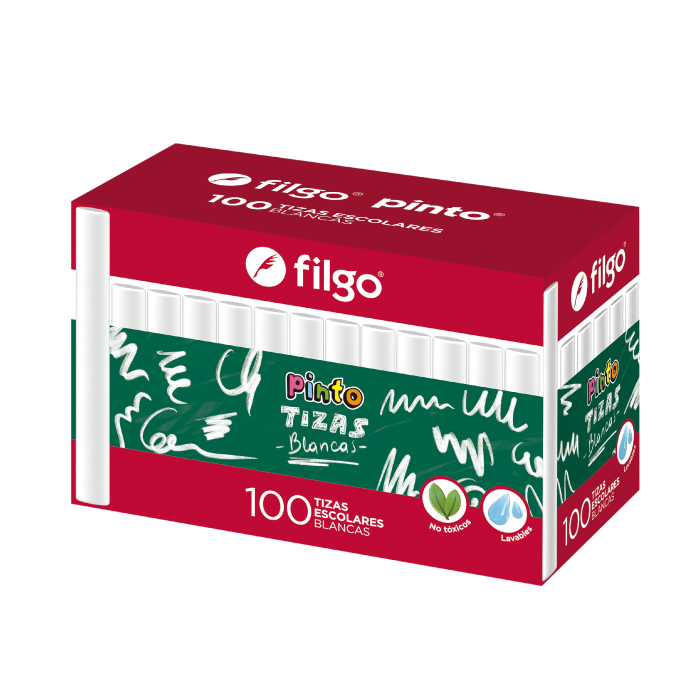 filgo® pinto®
100 TIZAS ESCOLARES
BLANCAS
filgo®
pinto
TIZAS
-Blancas-
100 TIZAS
ESCOLARES
BLANCAS
No tóxicos
Lavables
filgo®
pinto
TIZAS
Blancas-
Lavables
100 TIZAS
ESCOLARES
BLANCAS